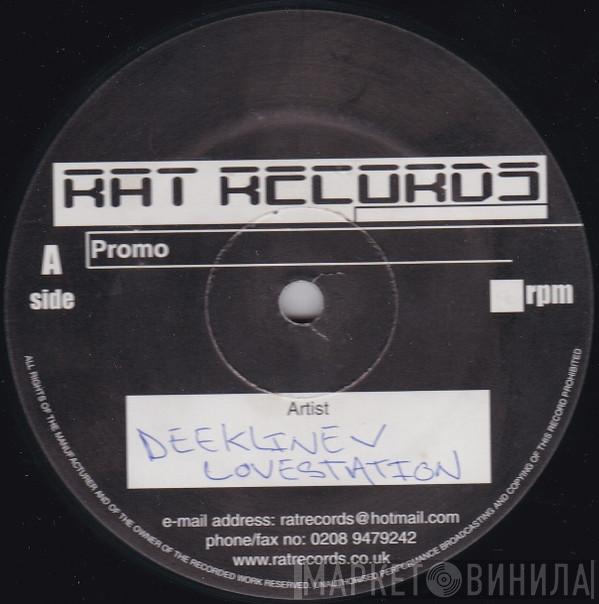 RAT RECORDS
Promo
A
side
rpm
Artist
DEEKLINE V
LOVESTATION
e-mail address: ratrecords@hotmail.com
phone/fax no: 0208 9479242
www.ratrecords.co.uk
ALL RIGHTS OF THE MANUFACTURER AND OF THE OWNER OF THE RECORDED WORK RESERVED. UNAUTHORISED PERFORMANCE BROADCASTING AND COPYING OF THIS RECORD PROHIBITED
МАРКЕТ ВИНИЛА